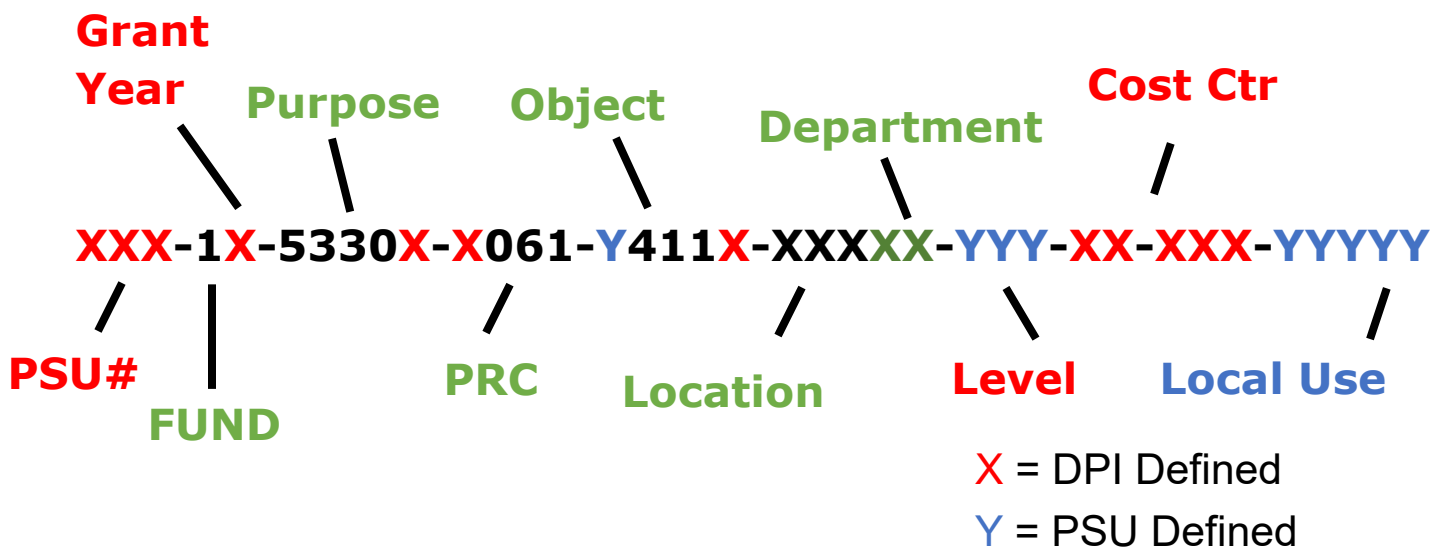 Grant
Year
Purpose
Object
Department
Cost Ctr
XXX-1X-5330X-X061-Y411X-XXXXX-YYY-XX-XXX-YYYYY
PSU#
FUND
PRC
Location
Level
Local Use
X = DPI Defined
Y = PSU Defined